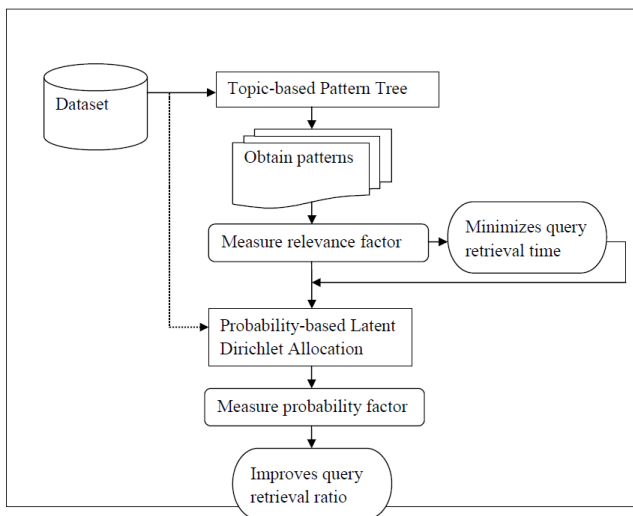 Dataset
Topic-based Pattern Tree
Obtain patterns
Measure relevance factor
Minimizes query
retrieval time
Probability-based Latent
Dirichlet Allocation
Measure probability factor
Improves query
retrieval ratio